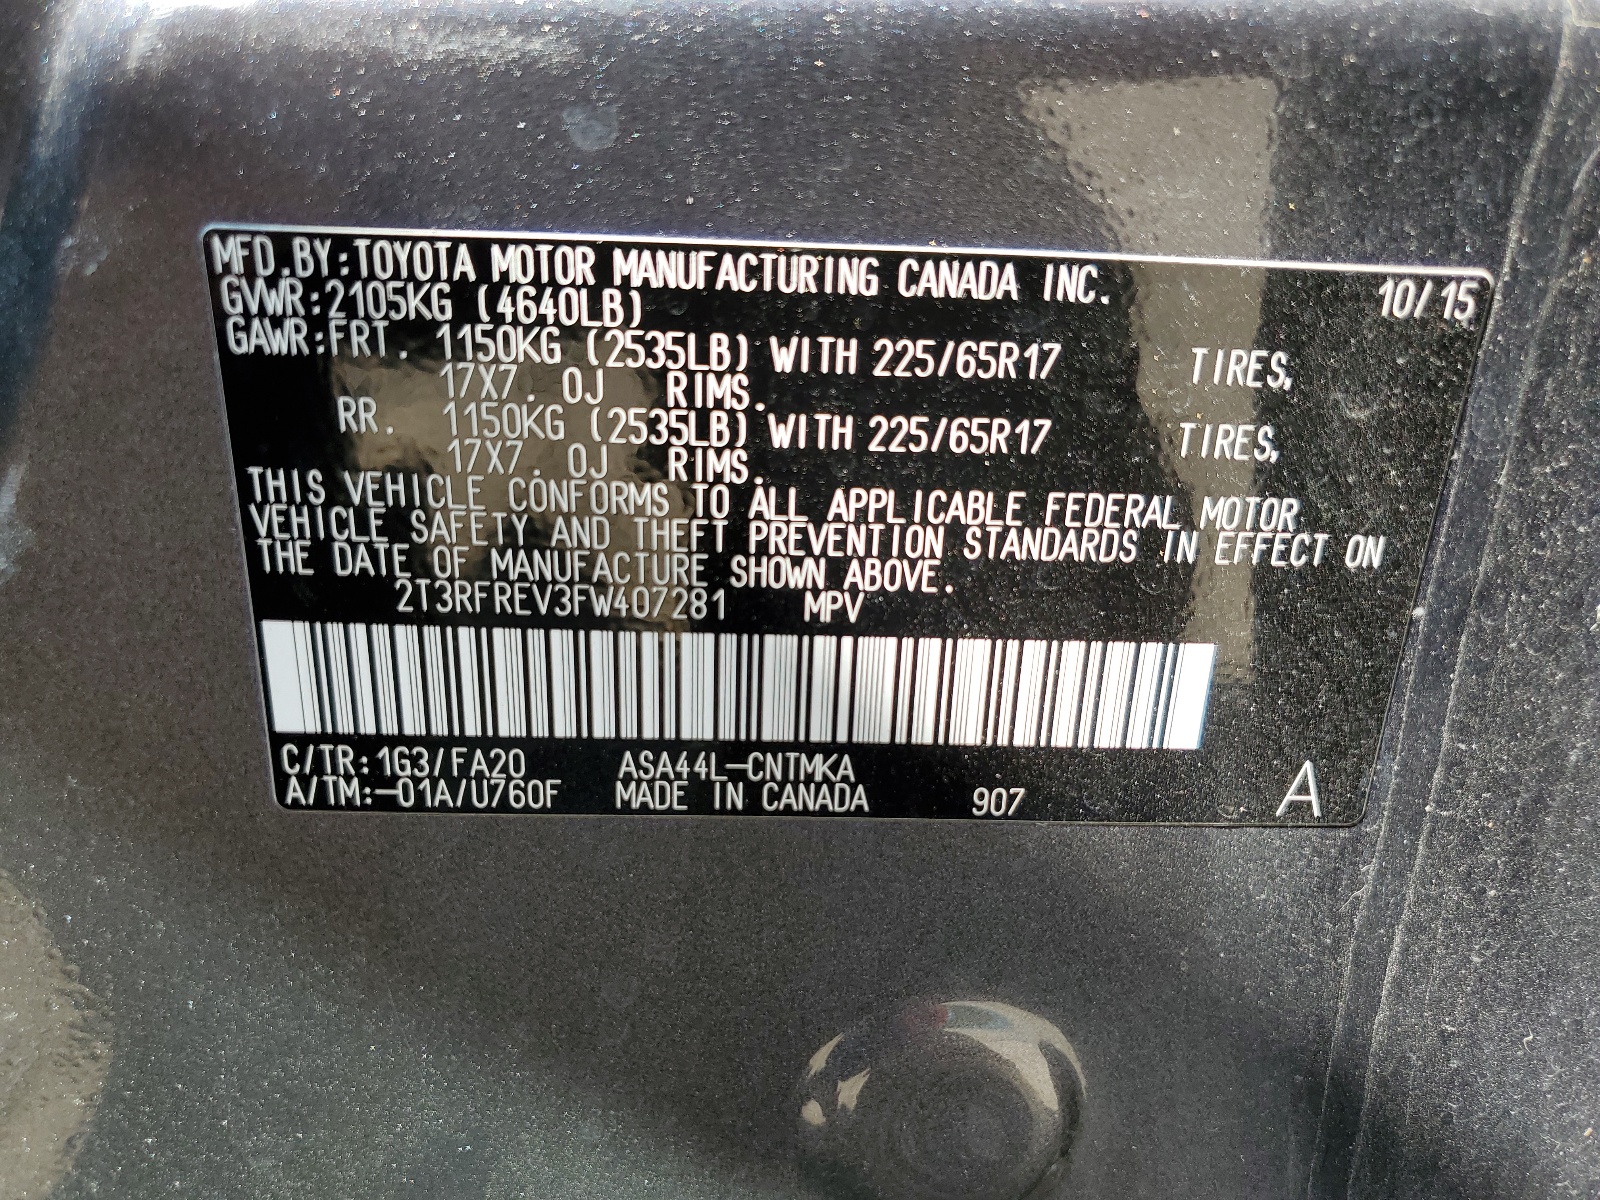 MFD.BY:TOYOTA MOTOR MANUFACTURING CANADA INC. 10/15
GVWR:2105KG (4640LB)
GAWR:FRT. 1150KG (2535LB) WITH 225/65R17 TIRES,
17X7.0J RIMS.
RR. 1150KG (2535LB) WITH 225/65R17 TIRES,
17X7.0J RIMS.
THIS VEHICLE CONFORMS TO ALL APPLICABLE FEDERAL MOTOR
VEHICLE SAFETY AND THEFT PREVENTION STANDARDS IN EFFECT ON
THE DATE OF MANUFACTURE SHOWN ABOVE.
2T3RFREV3FW407281 MPV
C/TR:1G3/FA20 ASA44L-CNTMKA
A/TM:-01A/U760F MADE IN CANADA 907 A